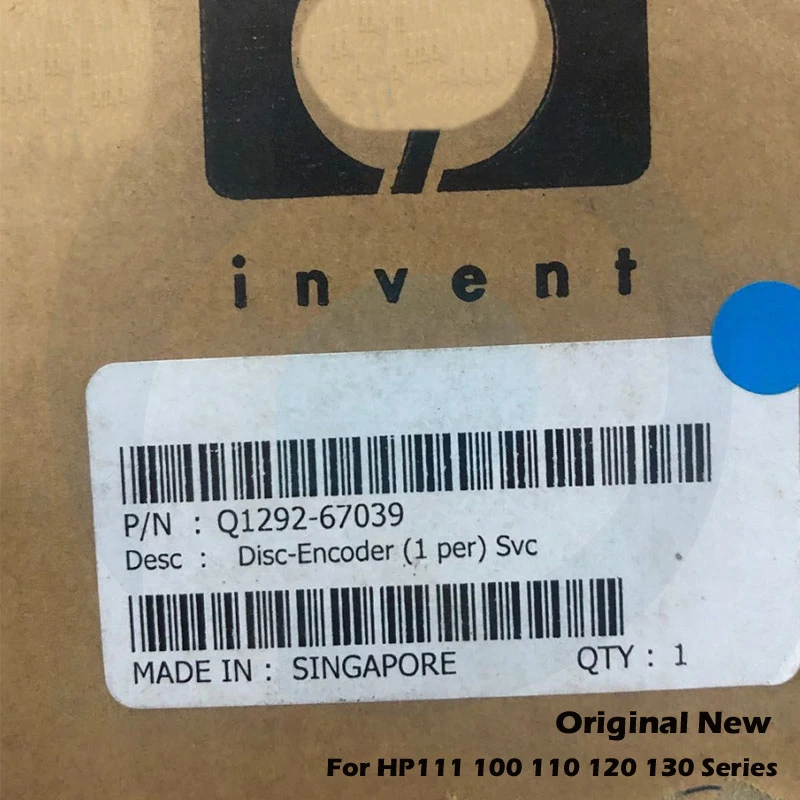 invent
P/N : Q1292-67039
Desc : Disc-Encoder (1 per) Svc
MADE IN : SINGAPORE
QTY : 1
Original New
For HP111 100 110 120 130 Series